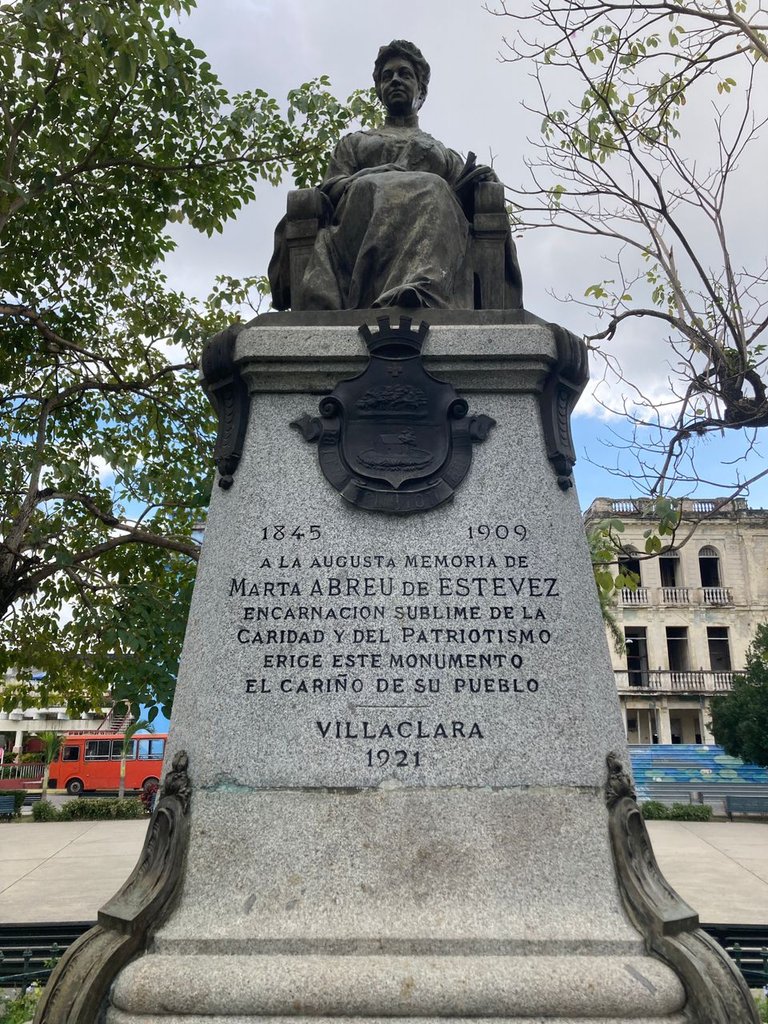 1845 1909
A LA AUGUSTA MEMORIA DE
MARTA ABREU DE ESTEVEZ
ENCARNACION SUBLIME DE LA
CARIDAD Y DEL PATRIOTISMO
ERIGE ESTE MONUMENTO
EL CARIÑO DE SU PUEBLO
VILLACLARA
1921